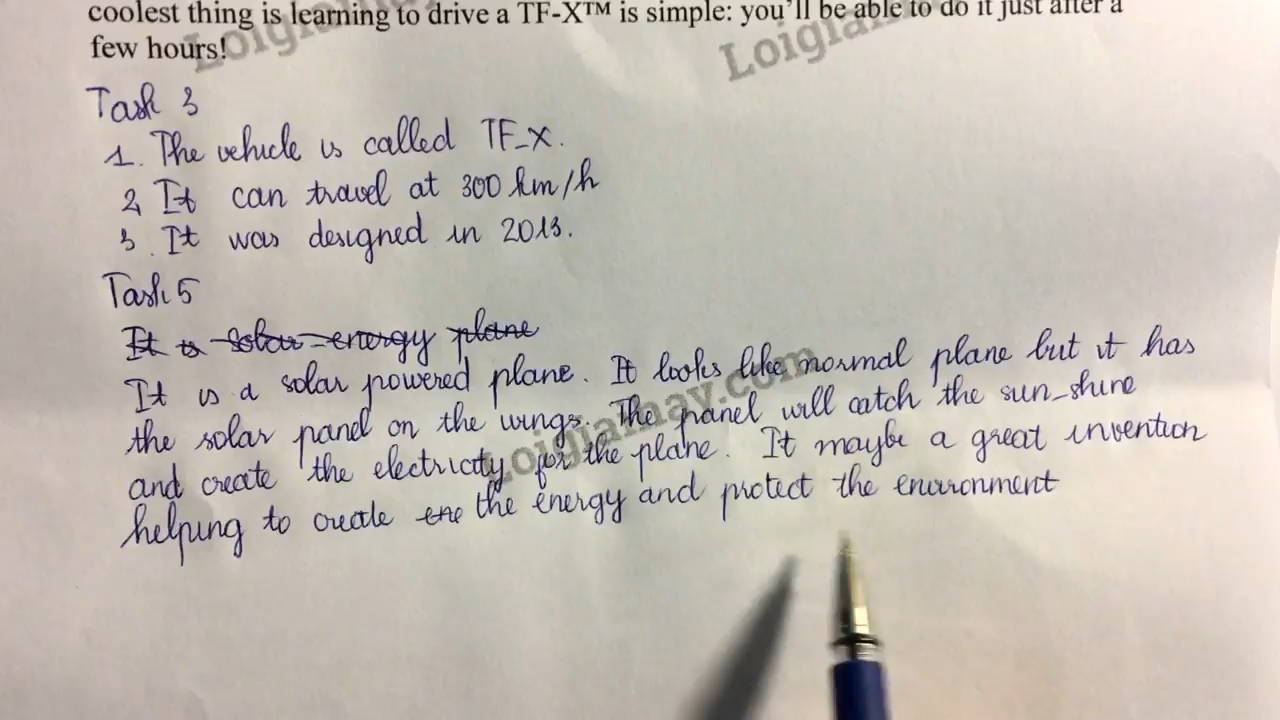 coolest thing is learning to drive a TF-X™ is simple: you'll be able to do it just after a
few hours!
Loigiaihay.com
Task 3
1. The vehicle is called TF-X.
2, It can travel at 300 km/h
3. It was designed in 2013.
Task 5
It is solar-energy plane
It is a solar powered plane. It looks like normal plane but it has
the solar panel on the wings. The panel will catch the sun-shine
and create the electricity for the plane. It maybe a great invention
helping to create ene the energy and protect the environment